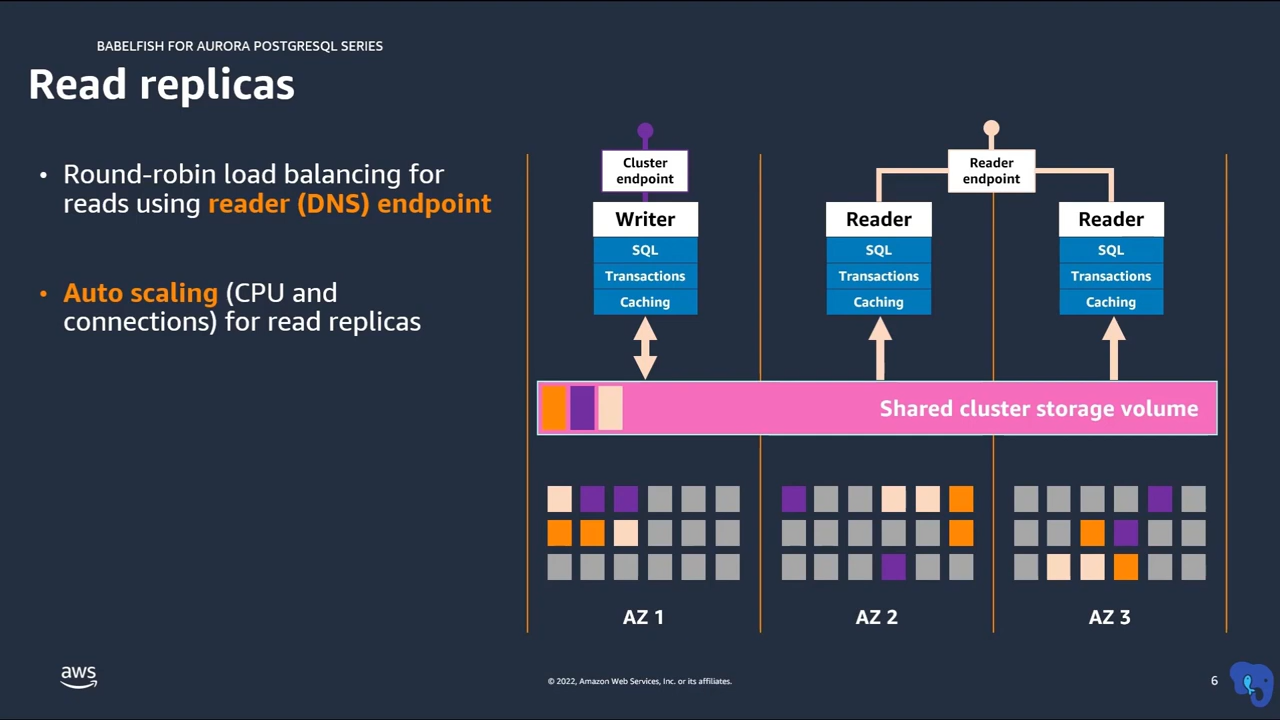 BABELFISH FOR AURORA POSTGRESQL SERIES
Read replicas
• Round-robin load balancing for
reads using reader (DNS) endpoint
• Auto scaling (CPU and
connections) for read replicas
Cluster
endpoint
Reader
endpoint
Writer
SQL
Transactions
Caching
Reader
SQL
Transactions
Caching
Reader
SQL
Transactions
Caching
Shared cluster storage volume
AZ 1
AZ 2
AZ 3
aws
© 2022, Amazon Web Services, Inc. or its affiliates.
6